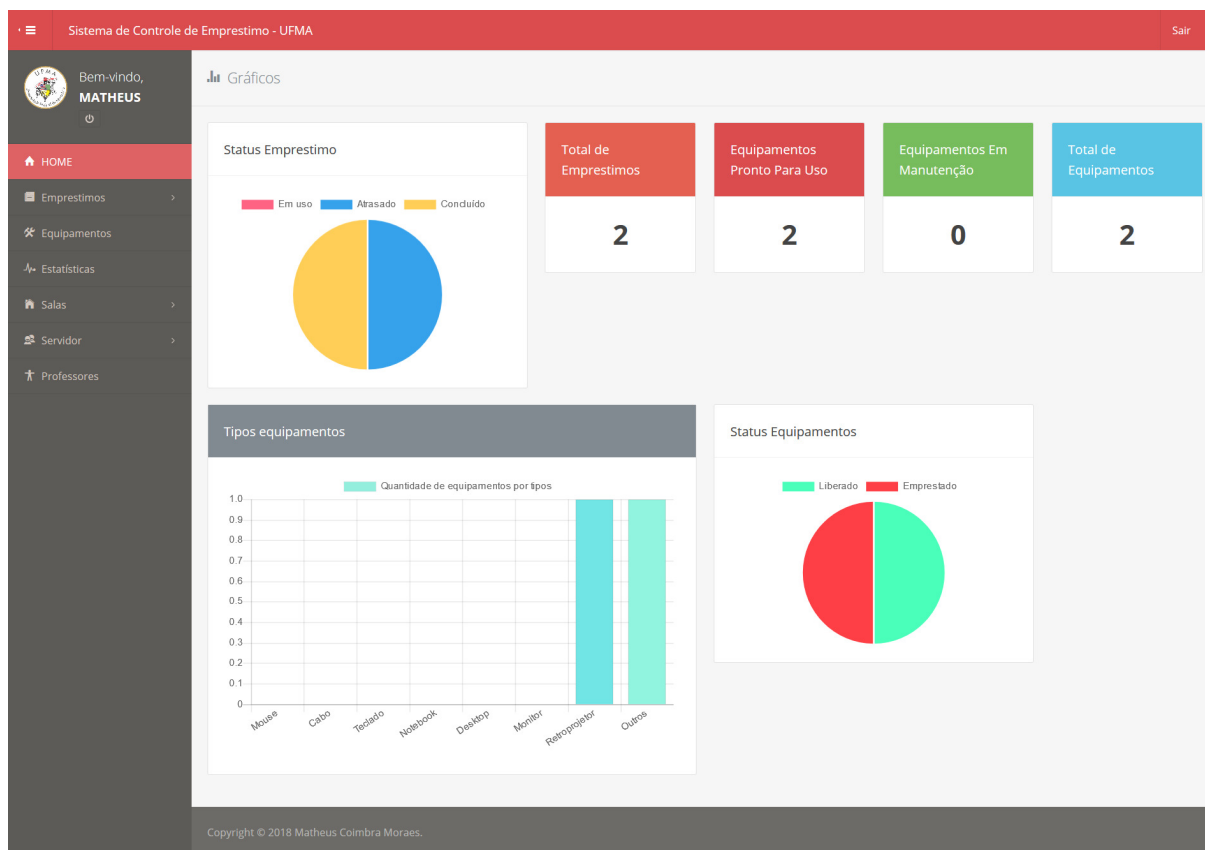 Sistema de Controle de Emprestimo - UFMA
Sair
UFMA
Bem-vindo,
MATHEUS
HOME
Emprestimos
Equipamentos
Estatísticas
Salas
Servidor
Professores
Gráficos
Status Emprestimo
Em uso Atrasado Concluído
Total de
Emprestimos
2
Equipamentos
Pronto Para Uso
2
Equipamentos Em
Manutenção
0
Total de
Equipamentos
2
Tipos equipamentos
Quantidade de equipamentos por tipos
1.0
0.9
0.8
0.7
0.6
0.5
0.4
0.3
0.2
0.1
0
Mouse
Cabo
Teclado
Notebook
Desktop
Monitor
Retroprojetor
Outros
Status Equipamentos
Liberado Emprestado
Copyright © 2018 Matheus Coimbra Moraes.